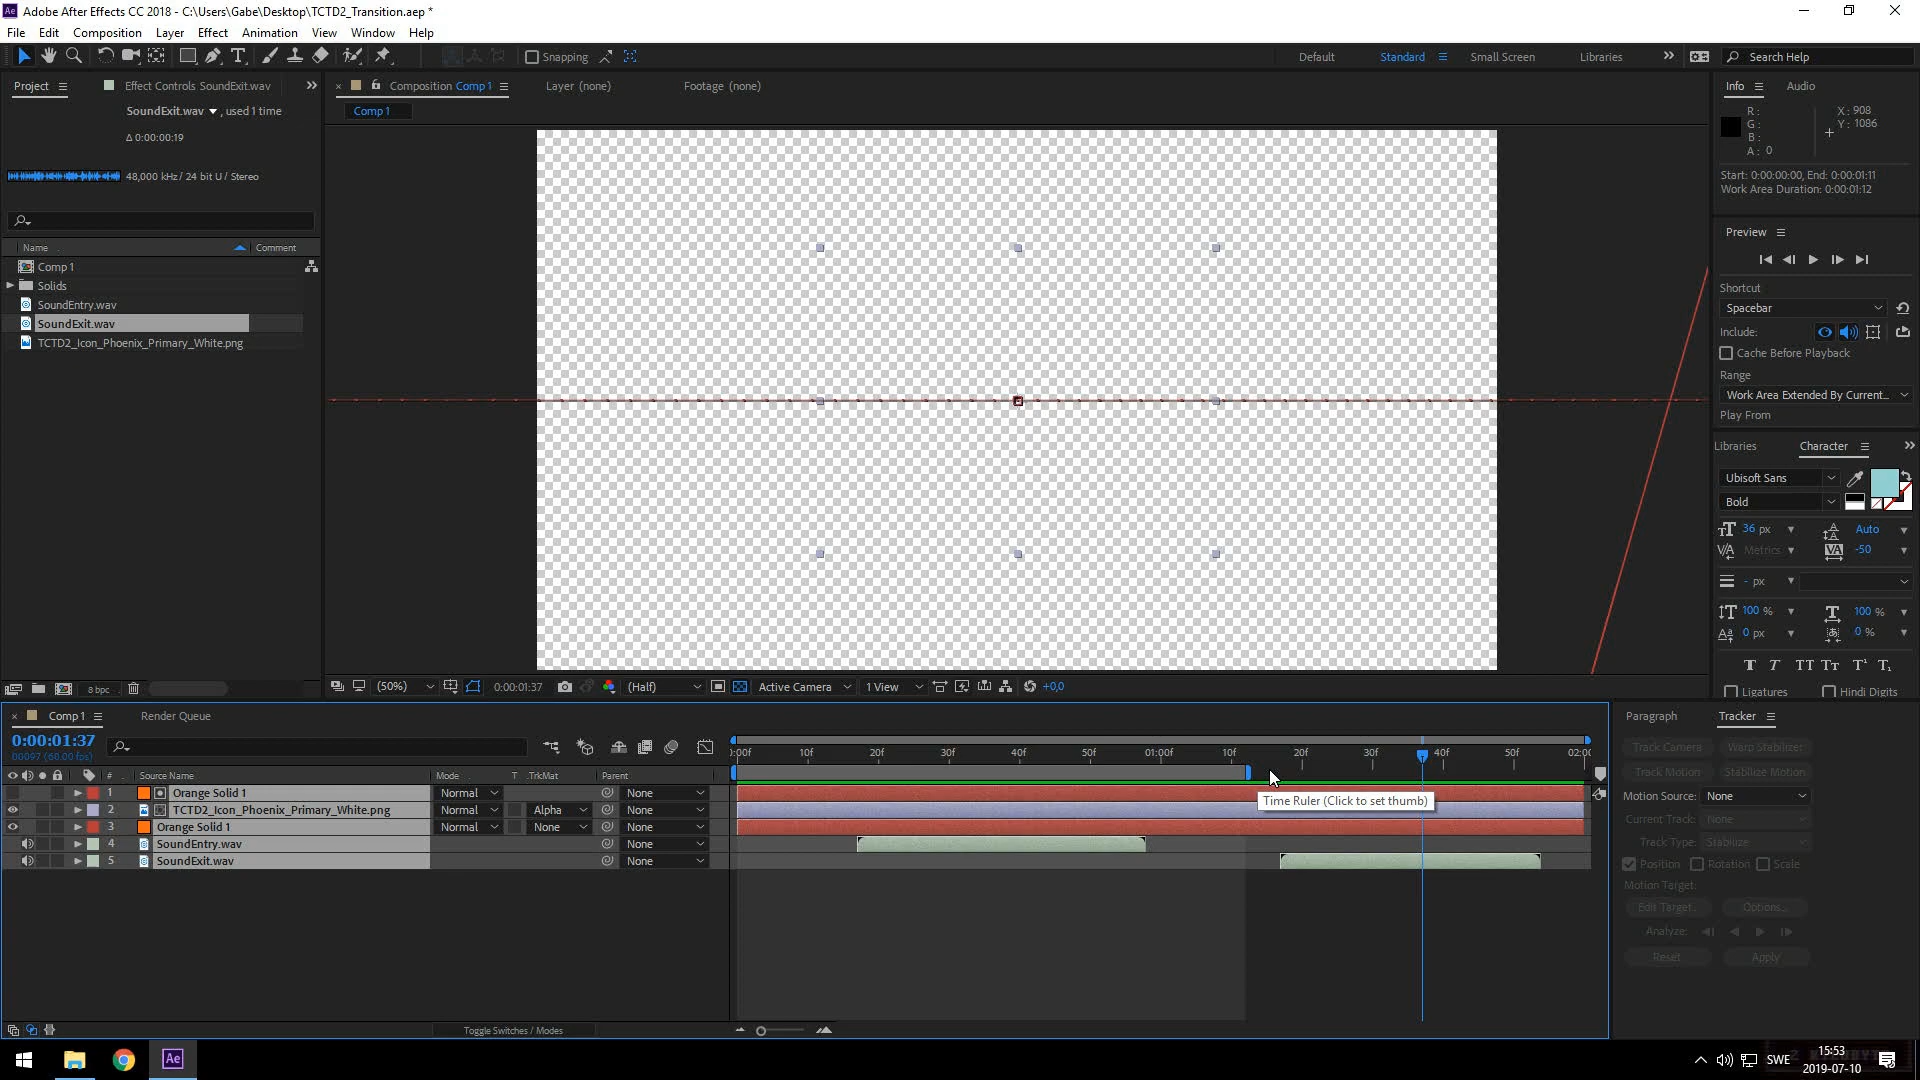 Adobe After Effects CC 2018 - C:\Users\Gabe\Desktop\TCTD2_Transition.aep *
File Edit Composition Layer Effect Animation View Window Help
Snapping Default Standard Small Screen Libraries Search Help
Project Effect Controls SoundExit.wav
SoundExit.wav , used 1 time
Δ 0:00:00:19
48,000 kHz / 24 bit U / Stereo
Name Comment
Comp 1
Solids
SoundEntry.wav
SoundExit.wav
TCTD2_Icon_Phoenix_Primary_White.png
8 bpc
Composition Comp 1 Layer (none) Footage (none)
Comp 1
(50%) 0:00:01:37 (Half) Active Camera 1 View +0,0
Info Audio
R:
G:
B:
A: 0
X: 908
Y: 1086
Start: 0:00:00:00, End: 0:00:01:11
Work Area Duration: 0:00:01:12
Preview
Shortcut
Spacebar
Include:
Cache Before Playback
Range
Work Area Extended By Current...
Play From
Libraries Character
Ubisoft Sans
Bold
36 px Auto
Metrics -50
- px
100 % 100 %
0 px 0 %
Ligatures Hindi Digits
Comp 1 Render Queue
0:00:01:37
00097 (60.00 fps)
:00f 10f 20f 30f 40f 50f 01:00f 10f 20f 30f 40f 50f 02:00
# Source Name Mode T .TrkMat Parent
1 Orange Solid 1 Normal None
2 TCTD2_Icon_Phoenix_Primary_White.png Normal Alpha None
3 Orange Solid 1 Normal None None
4 SoundEntry.wav None
5 SoundExit.wav None
Time Ruler (Click to set thumb)
Toggle Switches / Modes
Paragraph Tracker
Track Camera Warp Stabilizer
Track Motion Stabilize Motion
Motion Source: None
Current Track: None
Track Type: Stabilize
Position Rotation Scale
Motion Target:
Edit Target... Options...
Analyze:
Reset Apply
Ae
SWE
15:53
2019-07-10